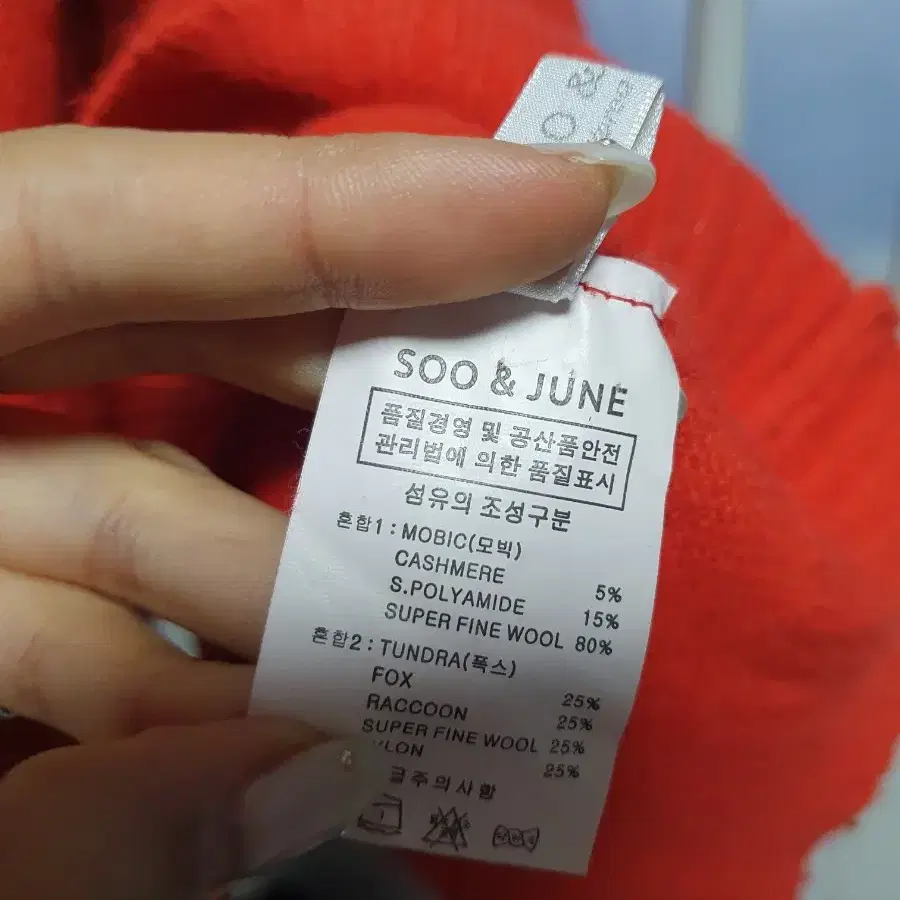 SOO & JUNE
품질경영 및 공산품안전
관리법에 의한 품질표시
섬유의 조성구분
혼합1 : MOBIC(모빅)
CASHMERE 5%
S.POLYAMIDE 15%
SUPER FINE WOOL 80%
혼합2 : TUNDRA(폭스)
FOX 25%
RACCOON 25%
SUPER FINE WOOL 25%
YLON 25%
급주의사항